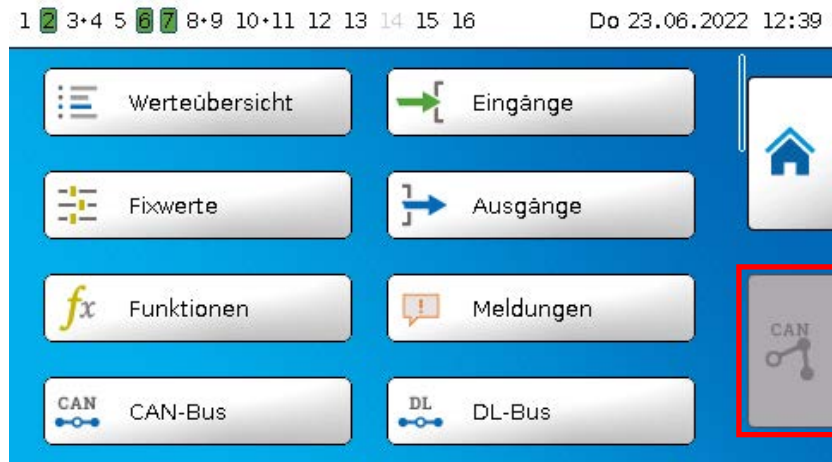 1 2 3•4 5 6 7 8•9 10•11 12 13 14 15 16 Do 23.06.2022 12:39
Werteübersicht Eingänge
Fixwerte Ausgänge
fx Funktionen ! Meldungen
CAN
CAN CAN-Bus DL DL-Bus